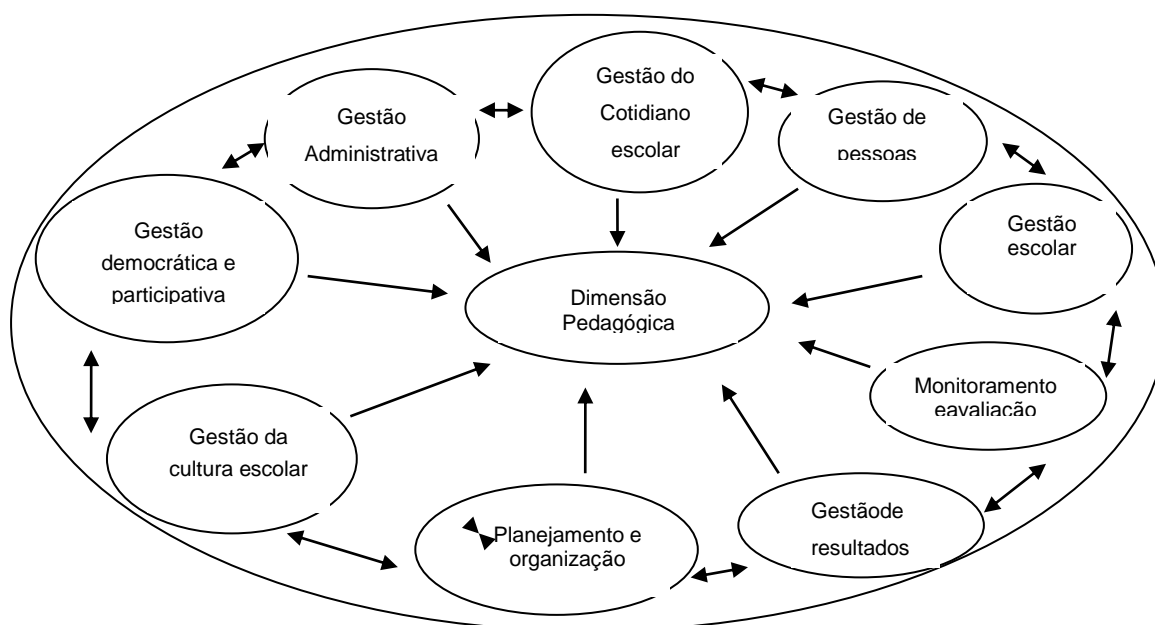 Gestão do
Cotidiano
escolar
Gestão
Administrativa
Gestão de
pessoas
Gestão
democrática e
participativa
Gestão
escolar
Dimensão
Pedagógica
Monitoramento
eavaliação
Gestão da
cultura escolar
Planejamento e
organização
Gestãode
resultados